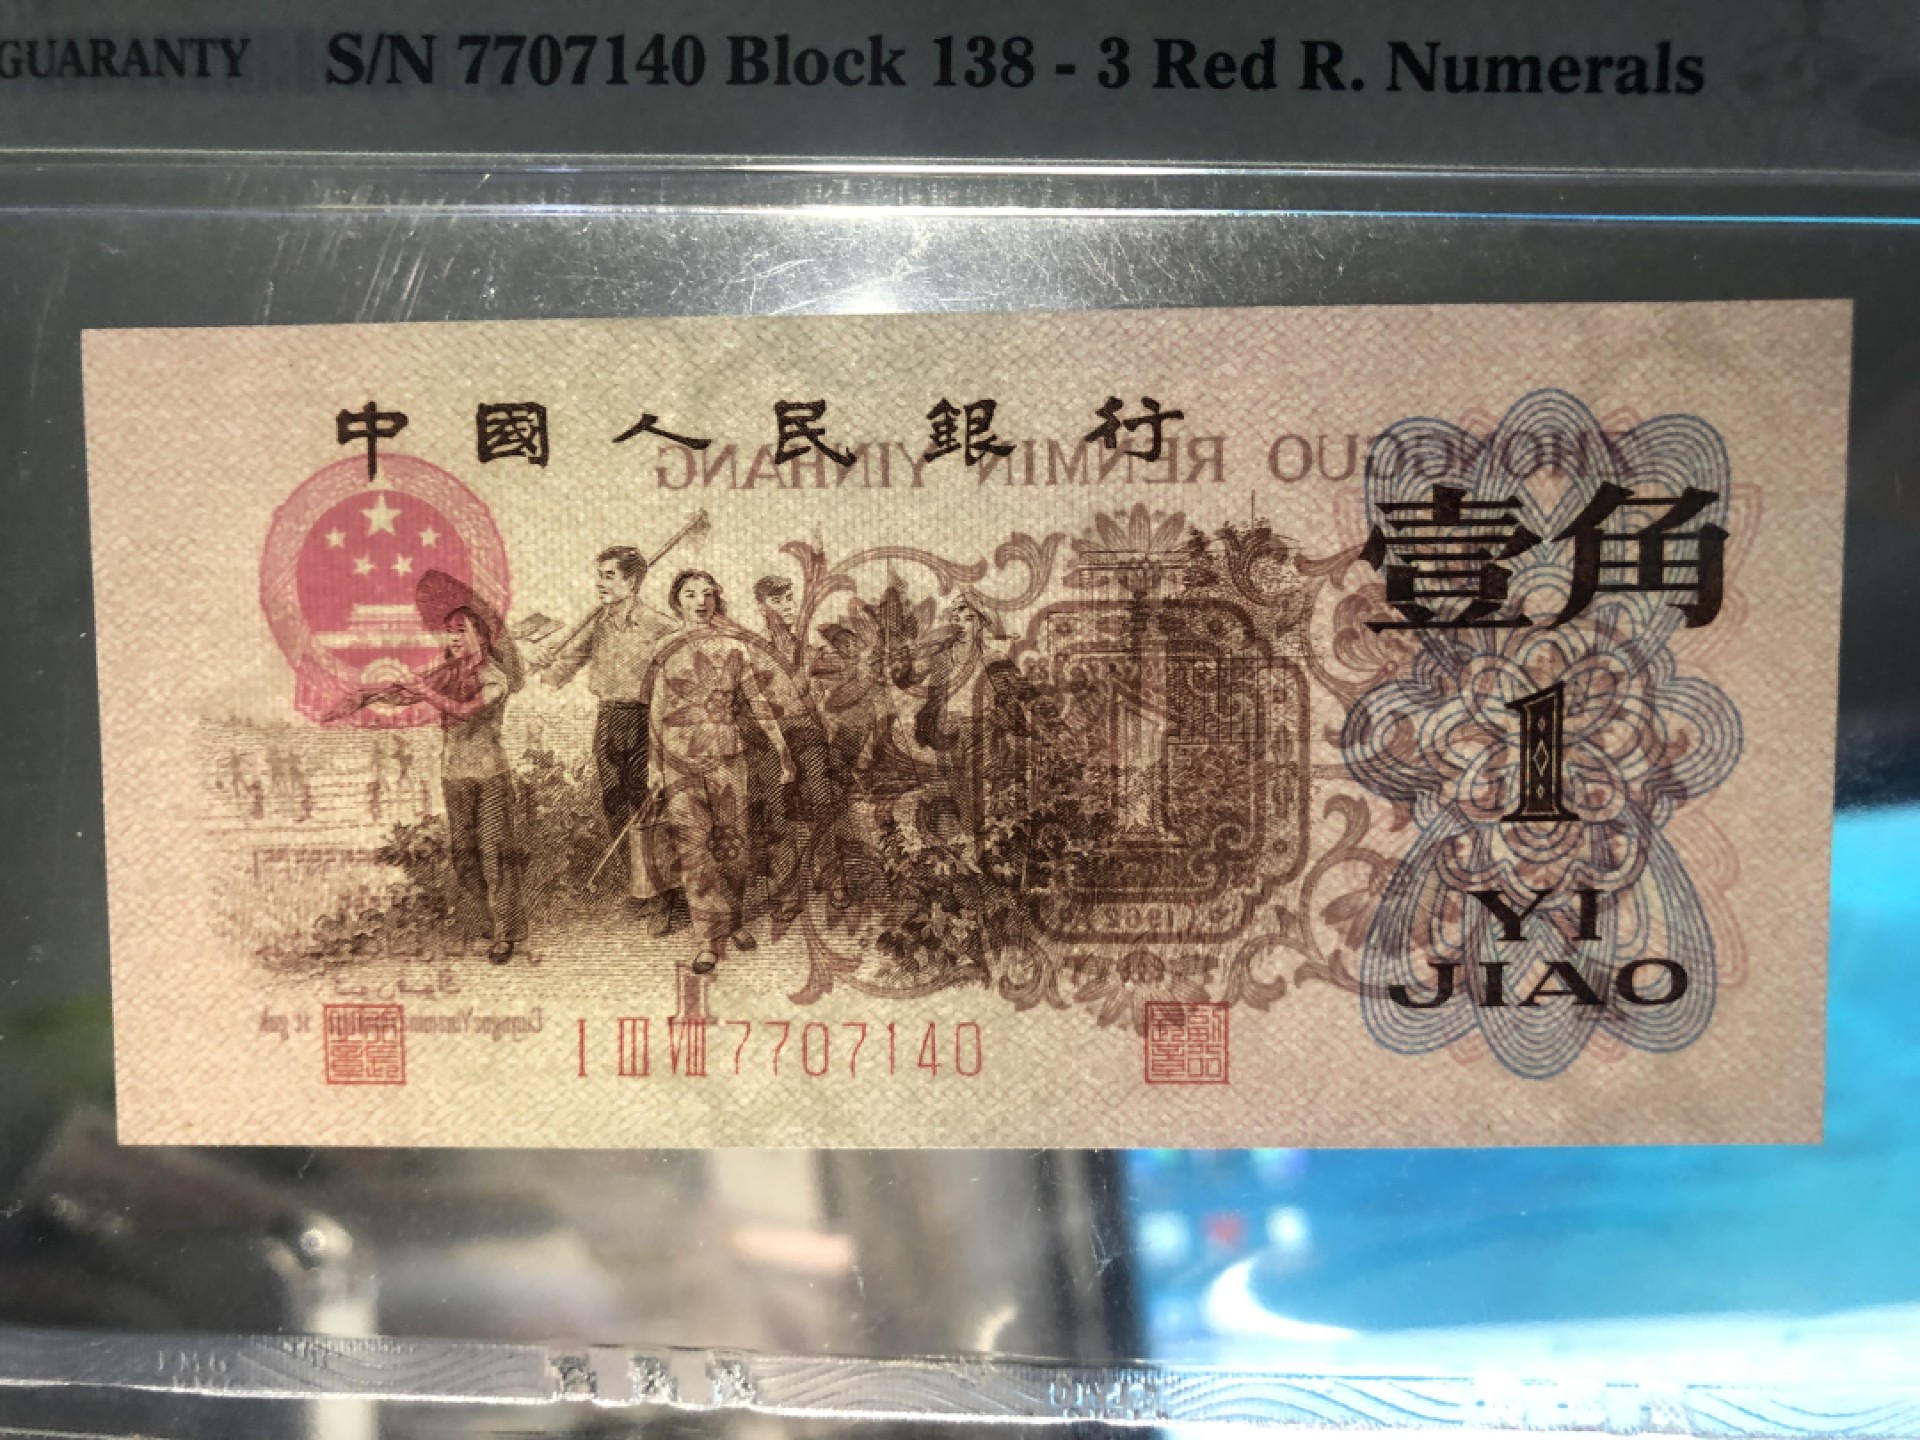 GUARANTY S/N 7707140 Block 138 - 3 Red R. Numerals
中國人民銀行
ZHONGGUO RENMIN YINHANG
壹角
1
YI
JIAO
1962
I III VIII 7707140